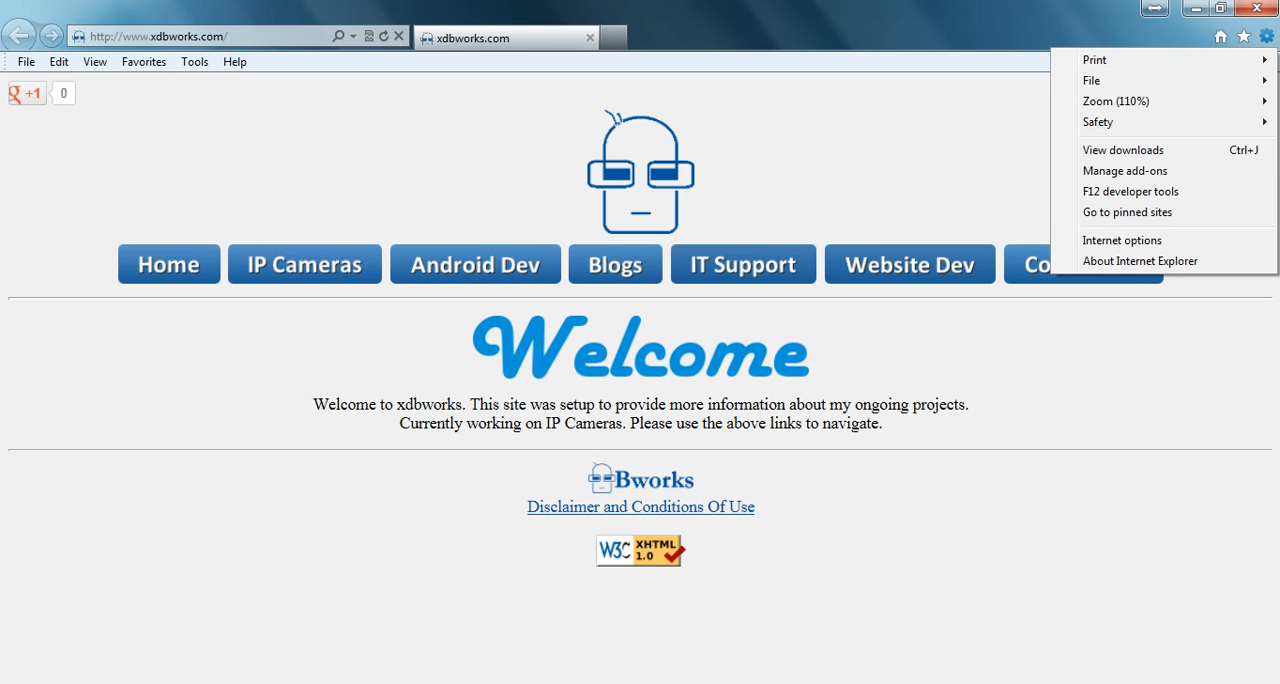 http://www.xdbworks.com/
xdbworks.com
File Edit View Favorites Tools Help
+1 0
Print
File
Zoom (110%)
Safety
View downloads Ctrl+J
Manage add-ons
F12 developer tools
Go to pinned sites
Internet options
About Internet Explorer
Home IP Cameras Android Dev Blogs IT Support Website Dev Co
Welcome
Welcome to xdbworks. This site was setup to provide more information about my ongoing projects.
Currently working on IP Cameras. Please use the above links to navigate.
Bworks
Disclaimer and Conditions Of Use
W3C XHTML
1.0